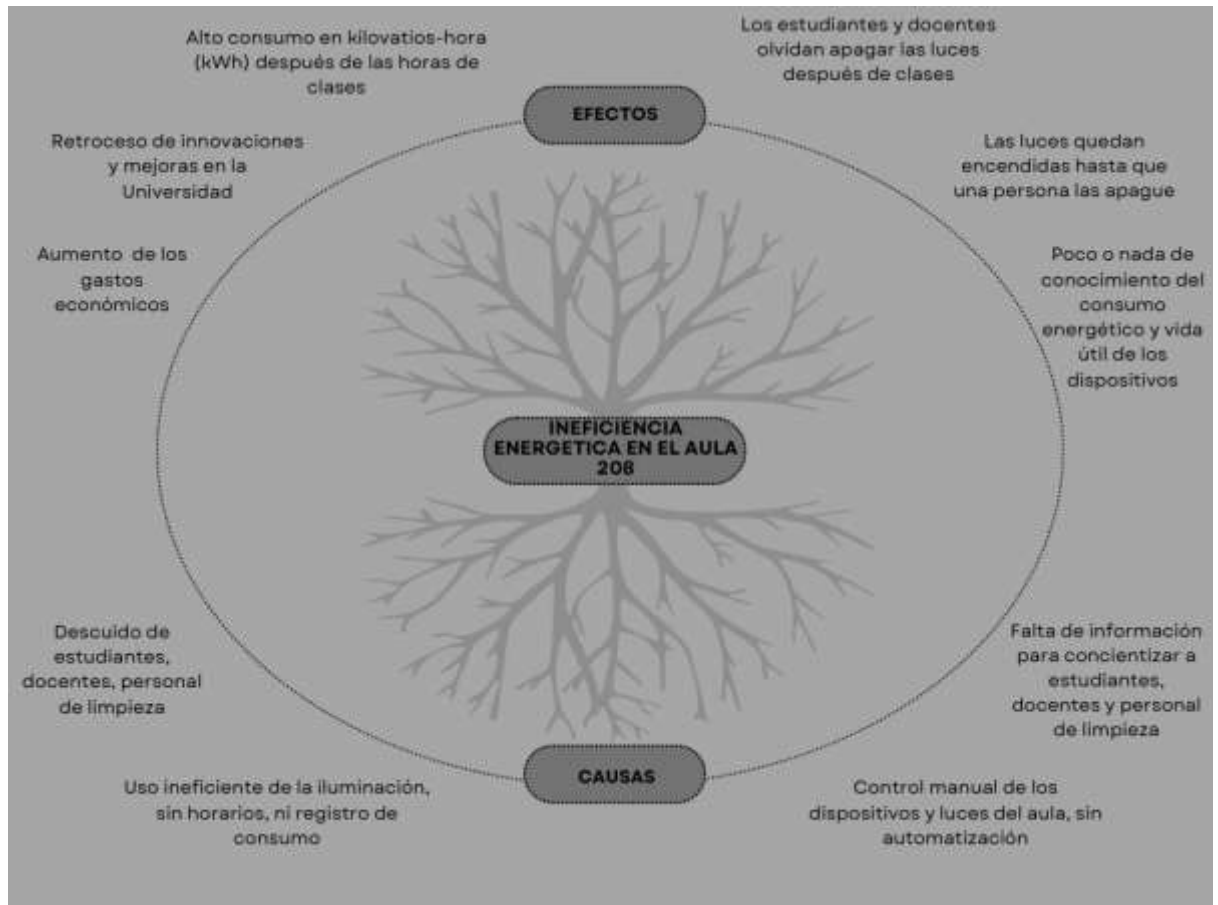 Alto consumo en kilovatios-hora
(kWh) después de las horas de
clases
Los estudiantes y docentes
olvidan apagar las luces
después de clases
EFECTOS
Retroceso de innovaciones
y mejoras en la
Universidad
Las luces quedan
encendidas hasta que
una persona las apague
Aumento de los
gastos
económicos
Poco o nada de
conocimiento del
consumo
energético y vida
útil de los
dispositivos
INEFICIENCIA
ENERGETICA EN EL AULA
208
Descuido de
estudiantes,
docentes, personal
de limpieza
Falta de información
para concientizar a
estudiantes,
docentes y personal
de limpieza
CAUSAS
Uso ineficiente de la iluminación,
sin horarios, ni registro de
consumo
Control manual de los
dispositivos y luces del aula, sin
automatización